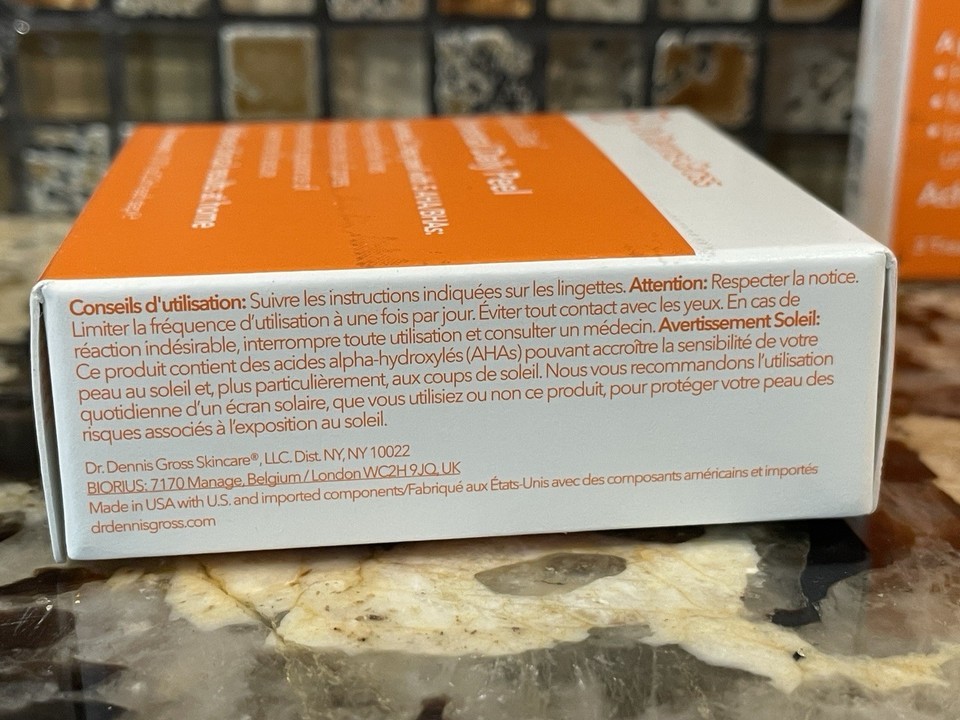 Conseils d'utilisation: Suivre les instructions indiquées sur les lingettes. Attention: Respecter la notice.
Limiter la fréquence d'utilisation à une fois par jour. Éviter tout contact avec les yeux. En cas de
réaction indésirable, interrompre toute utilisation et consulter un médecin. Avertissement Soleil:
Ce produit contient des acides alpha-hydroxylés (AHAs) pouvant accroître la sensibilité de votre
peau au soleil et, plus particulièrement, aux coups de soleil. Nous vous recommandons l'utilisation
quotidienne d'un écran solaire, que vous utilisiez ou non ce produit, pour protéger votre peau des
risques associés à l'exposition au soleil.
Dr. Dennis Gross Skincare®, LLC. Dist. NY, NY 10022
BIORIUS: 7170 Manage, Belgium / London WC2H 9JQ, UK
Made in USA with U.S. and imported components/Fabriqué aux États-Unis avec des composants américains et importés
drdennisgross.com
Daily Peel
5 AHA BHAs